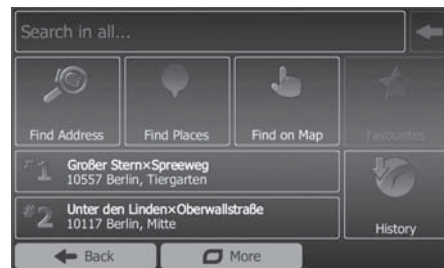 Search in all...
Find Address
Find Places
Find on Map
Favourites
#1 Großer Stern×Spreeweg
10557 Berlin, Tiergarten
#2 Unter den Linden×Oberwallstraße
10117 Berlin, Mitte
History
Back
More